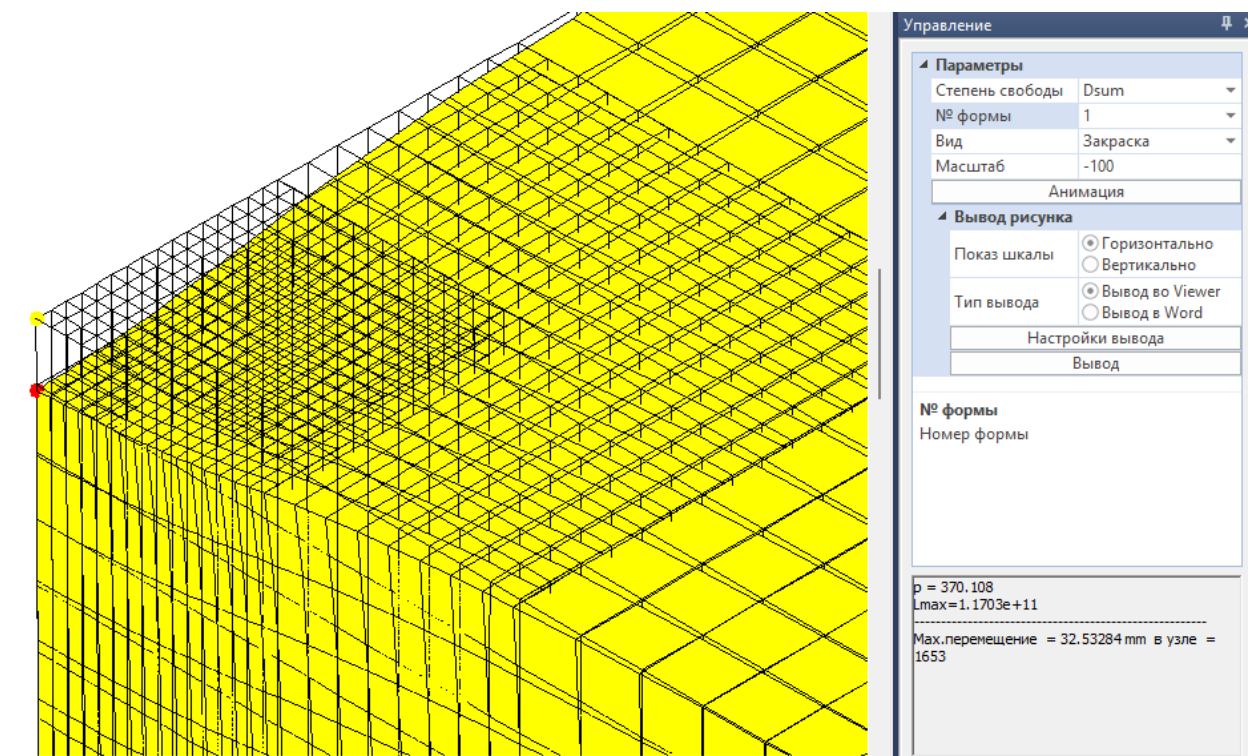 Управление
Параметры
Степень свободы Dsum
№ формы 1
Вид Закраска
Масштаб -100
Анимация
Вывод рисунка
Показ шкалы
Горизонтально
Вертикально
Тип вывода
Вывод во Viewer
Вывод в Word
Настройки вывода
Вывод
№ формы
Номер формы
p = 370.108
Lmax=1.1703e+11
Мах.перемещение = 32.53284 mm в узле =
1653